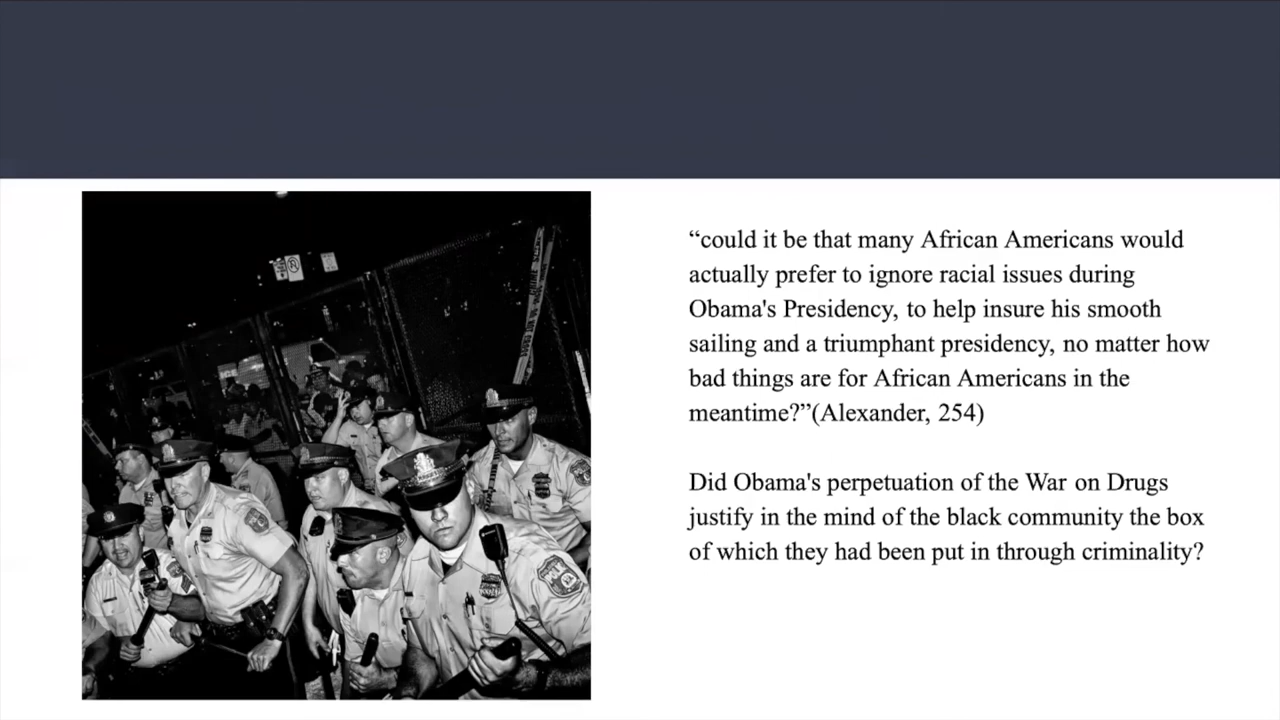 “could it be that many African Americans would
actually prefer to ignore racial issues during
Obama's Presidency, to help insure his smooth
sailing and a triumphant presidency, no matter how
bad things are for African Americans in the
meantime?”(Alexander, 254)
Did Obama's perpetuation of the War on Drugs
justify in the mind of the black community the box
of which they had been put in through criminality?